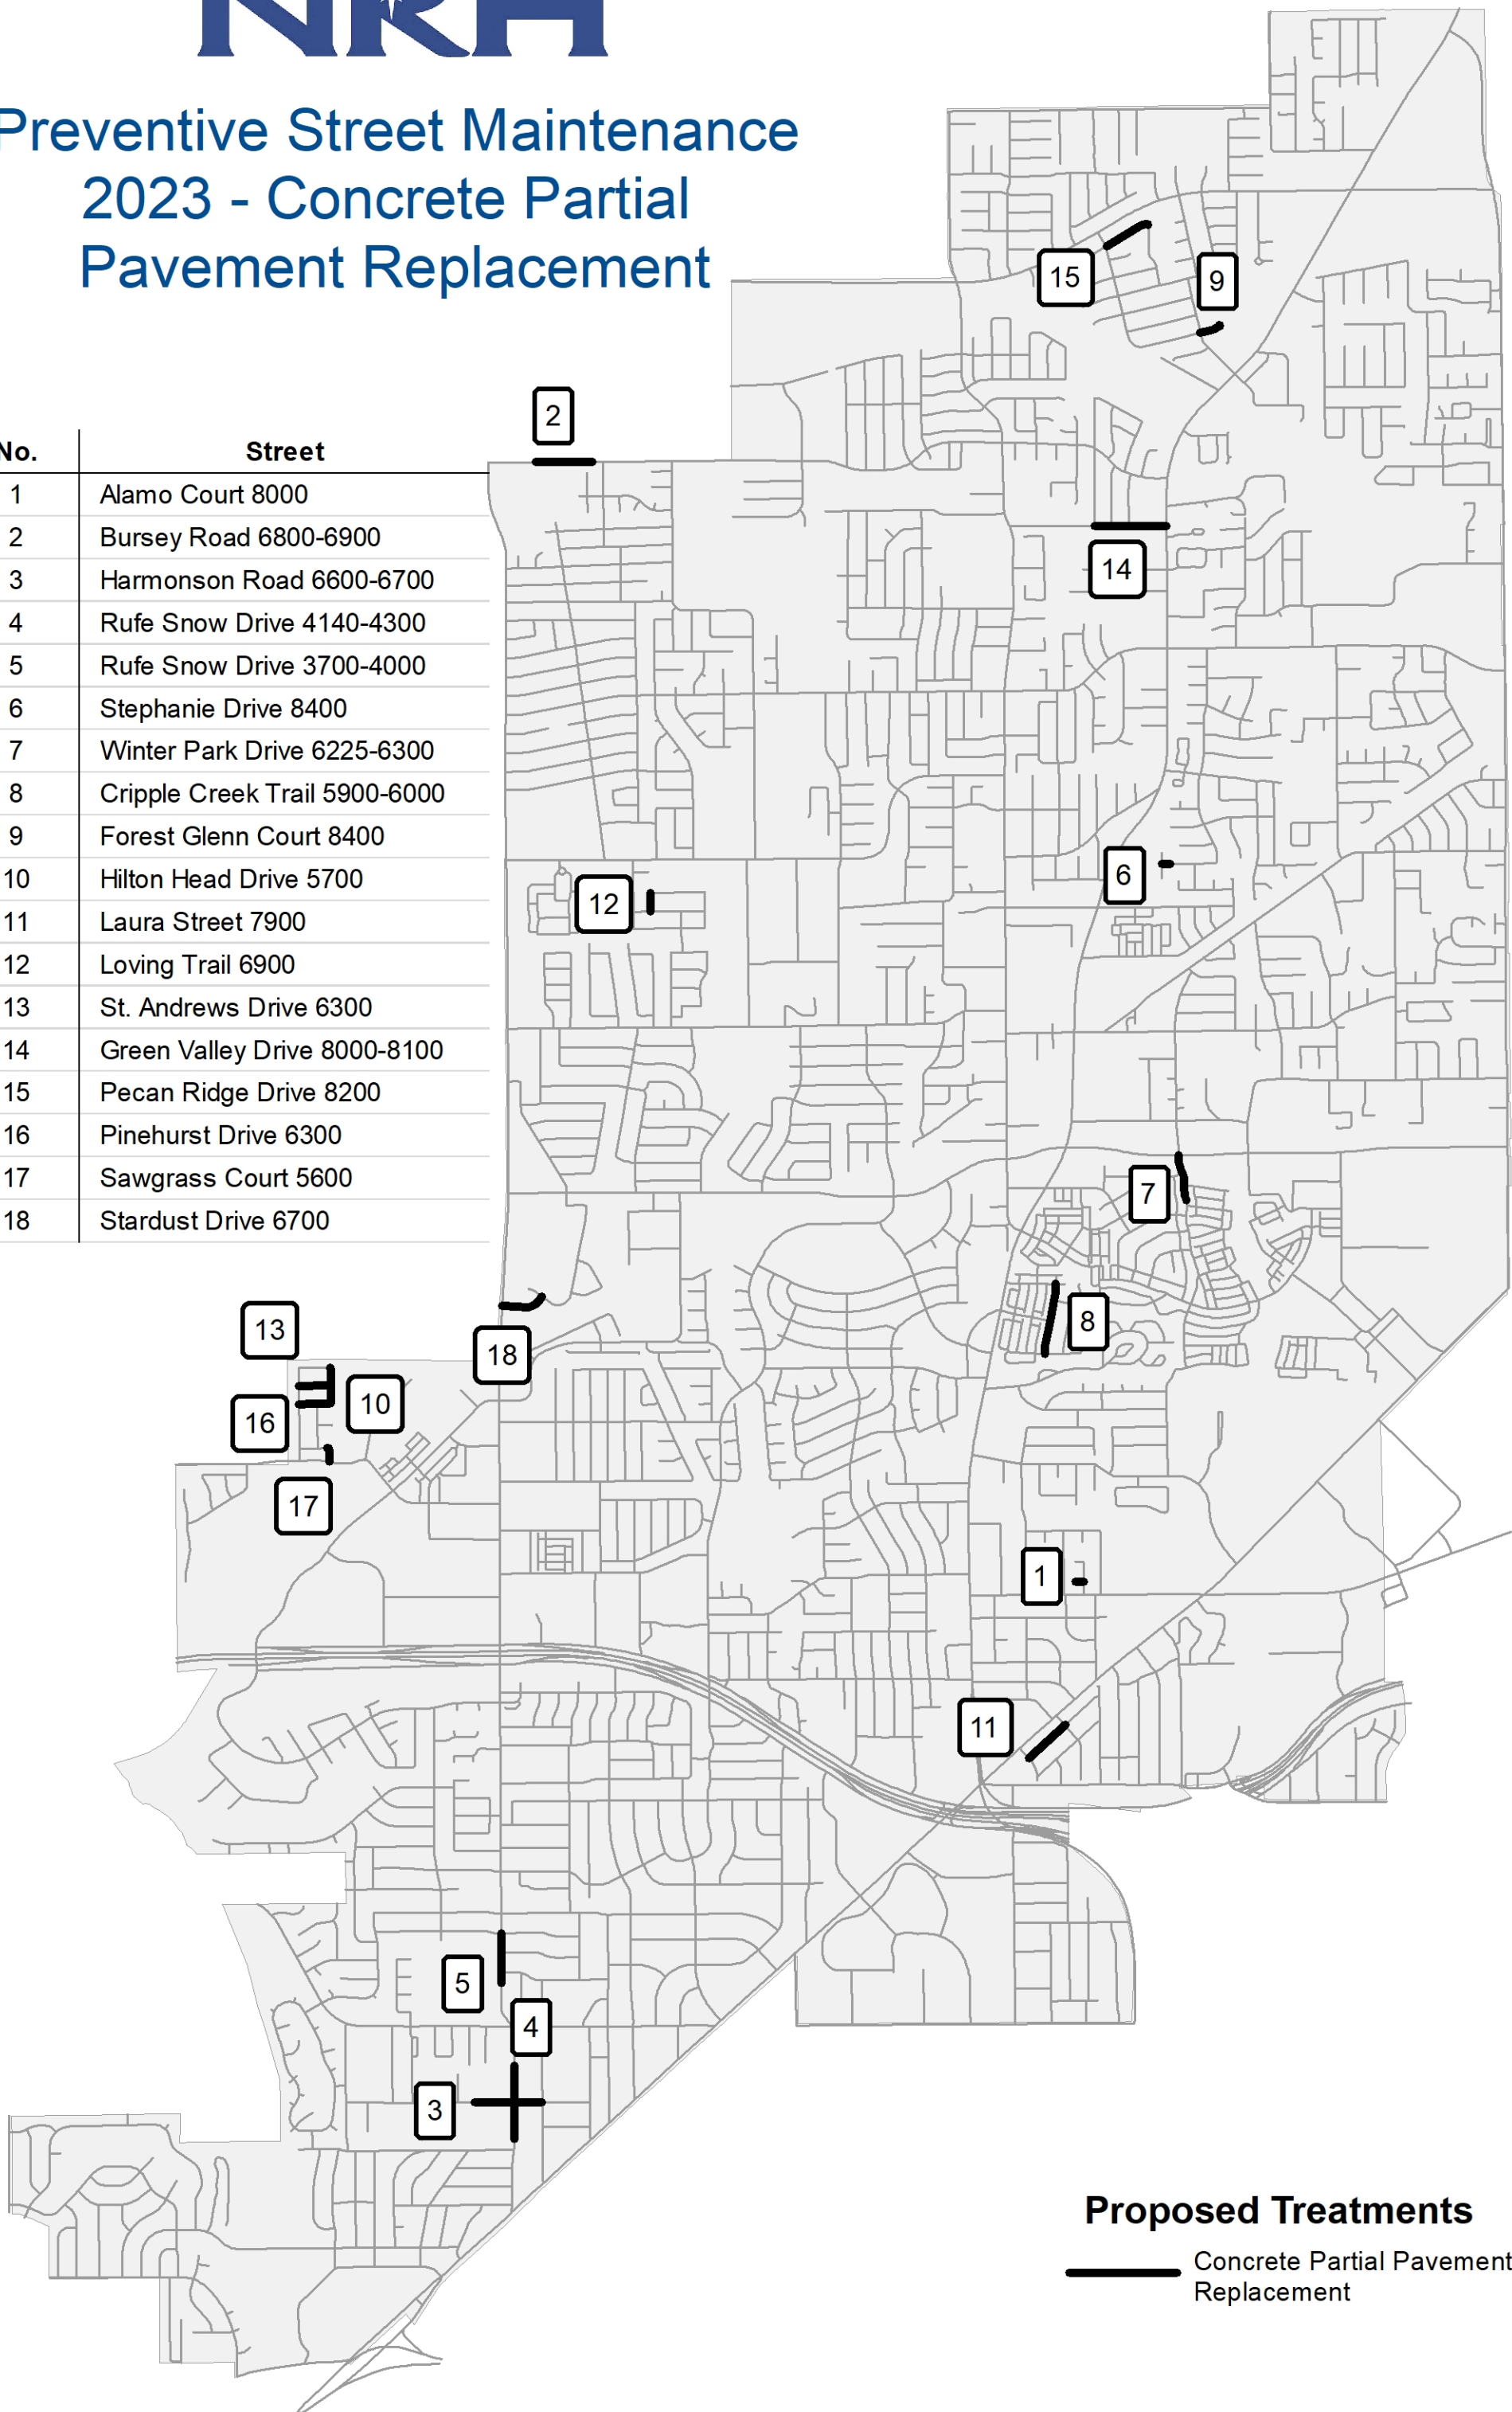 NRH
Preventive Street Maintenance
2023 - Concrete Partial
Pavement Replacement
No. Street
1 Alamo Court 8000
2 Bursey Road 6800-6900
3 Harmonson Road 6600-6700
4 Rufe Snow Drive 4140-4300
5 Rufe Snow Drive 3700-4000
6 Stephanie Drive 8400
7 Winter Park Drive 6225-6300
8 Cripple Creek Trail 5900-6000
9 Forest Glenn Court 8400
10 Hilton Head Drive 5700
11 Laura Street 7900
12 Loving Trail 6900
13 St. Andrews Drive 6300
14 Green Valley Drive 8000-8100
15 Pecan Ridge Drive 8200
16 Pinehurst Drive 6300
17 Sawgrass Court 5600
18 Stardust Drive 6700
15
9
2
14
6
12
7
8
13
18
10
16
17
1
11
5
4
3
Proposed Treatments
Concrete Partial Pavement
Replacement